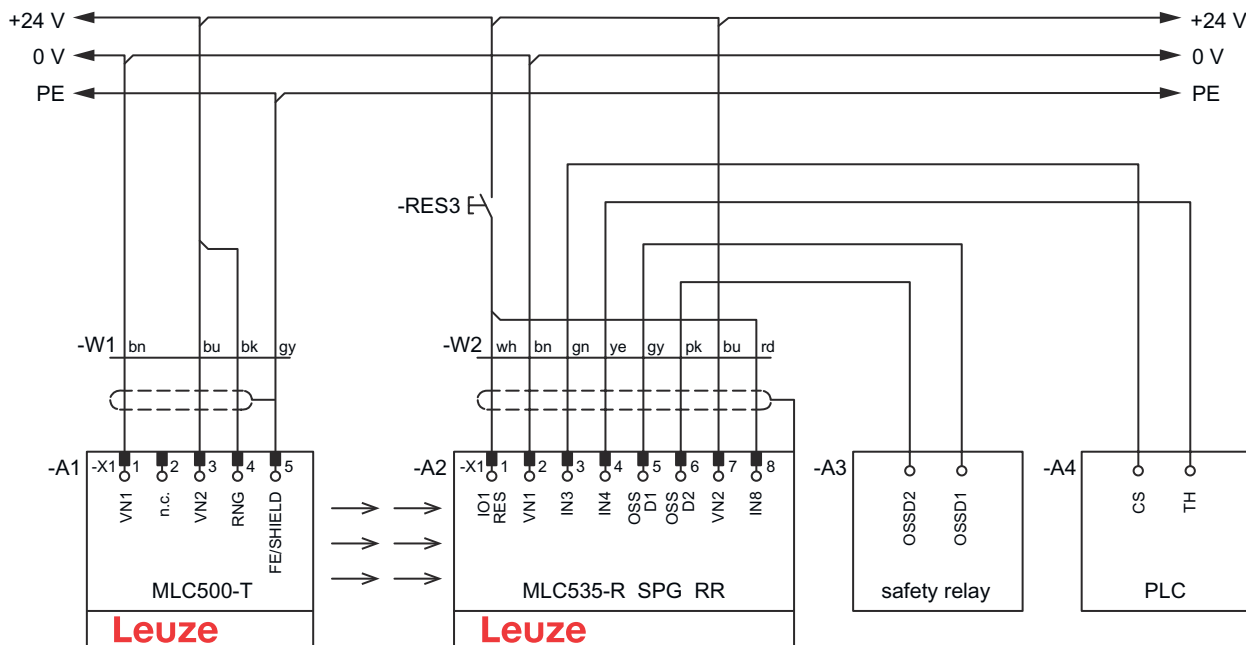 +24 V +24 V
0 V 0 V
PE PE
-RES3
-W1 bn bu bk gy
-W2 wh bn gn ye gy pk bu rd
-A1 -X1 1 2 3 4 5
-A2 -X1 1 2 3 4 5 6 7 8
-A3
-A4
VN1
n.c.
VN2
RNG
FE/SHIELD
IO1
RES
VN1
IN3
IN4
OSS
D1
OSS
D2
VN2
IN8
OSSD2
OSSD1
CS
TH
MLC500-T
MLC535-R SPG RR
safety relay
PLC
Leuze
Leuze